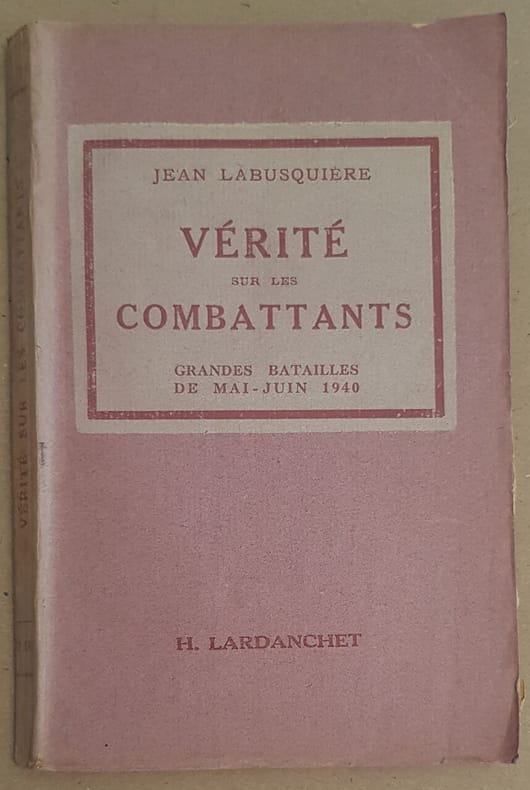 JEAN LABUSQUIÈRE
VÉRITÉ
SUR LES
COMBATTANTS
GRANDES BATAILLES
DE MAI-JUIN 1940
H. LARDANCHET
VÉRITÉ SUR LES COMBATTANTS